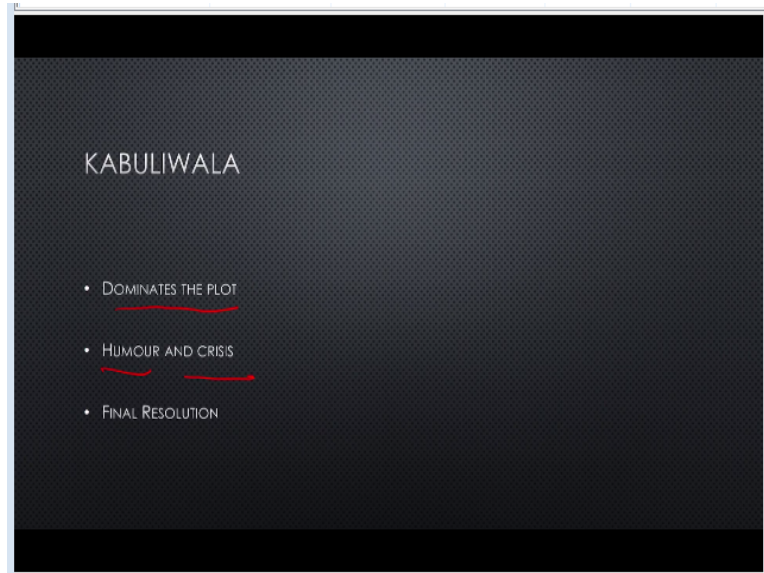 KABULIWALA
• DOMINATES THE PLOT
• HUMOUR AND CRISIS
• FINAL RESOLUTION